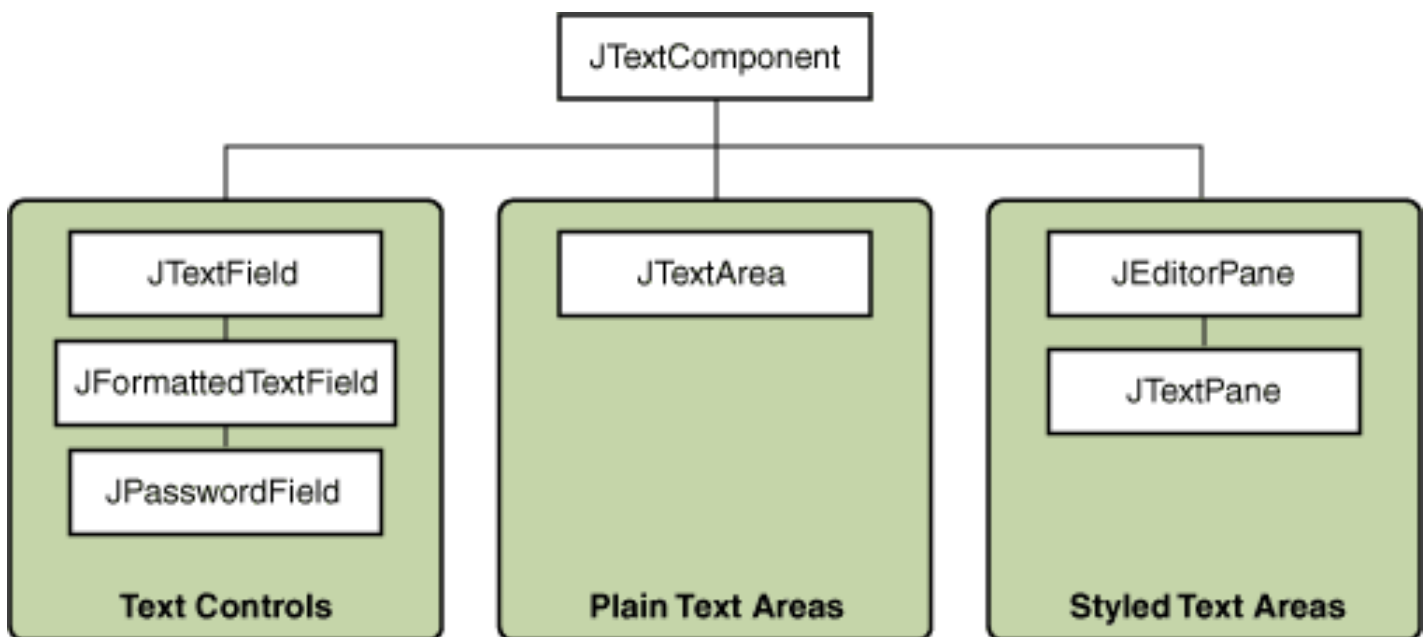 JTextComponent
JTextField
JFormattedTextField
JPasswordField
Text Controls
JTextArea
Plain Text Areas
JEditorPane
JTextPane
Styled Text Areas